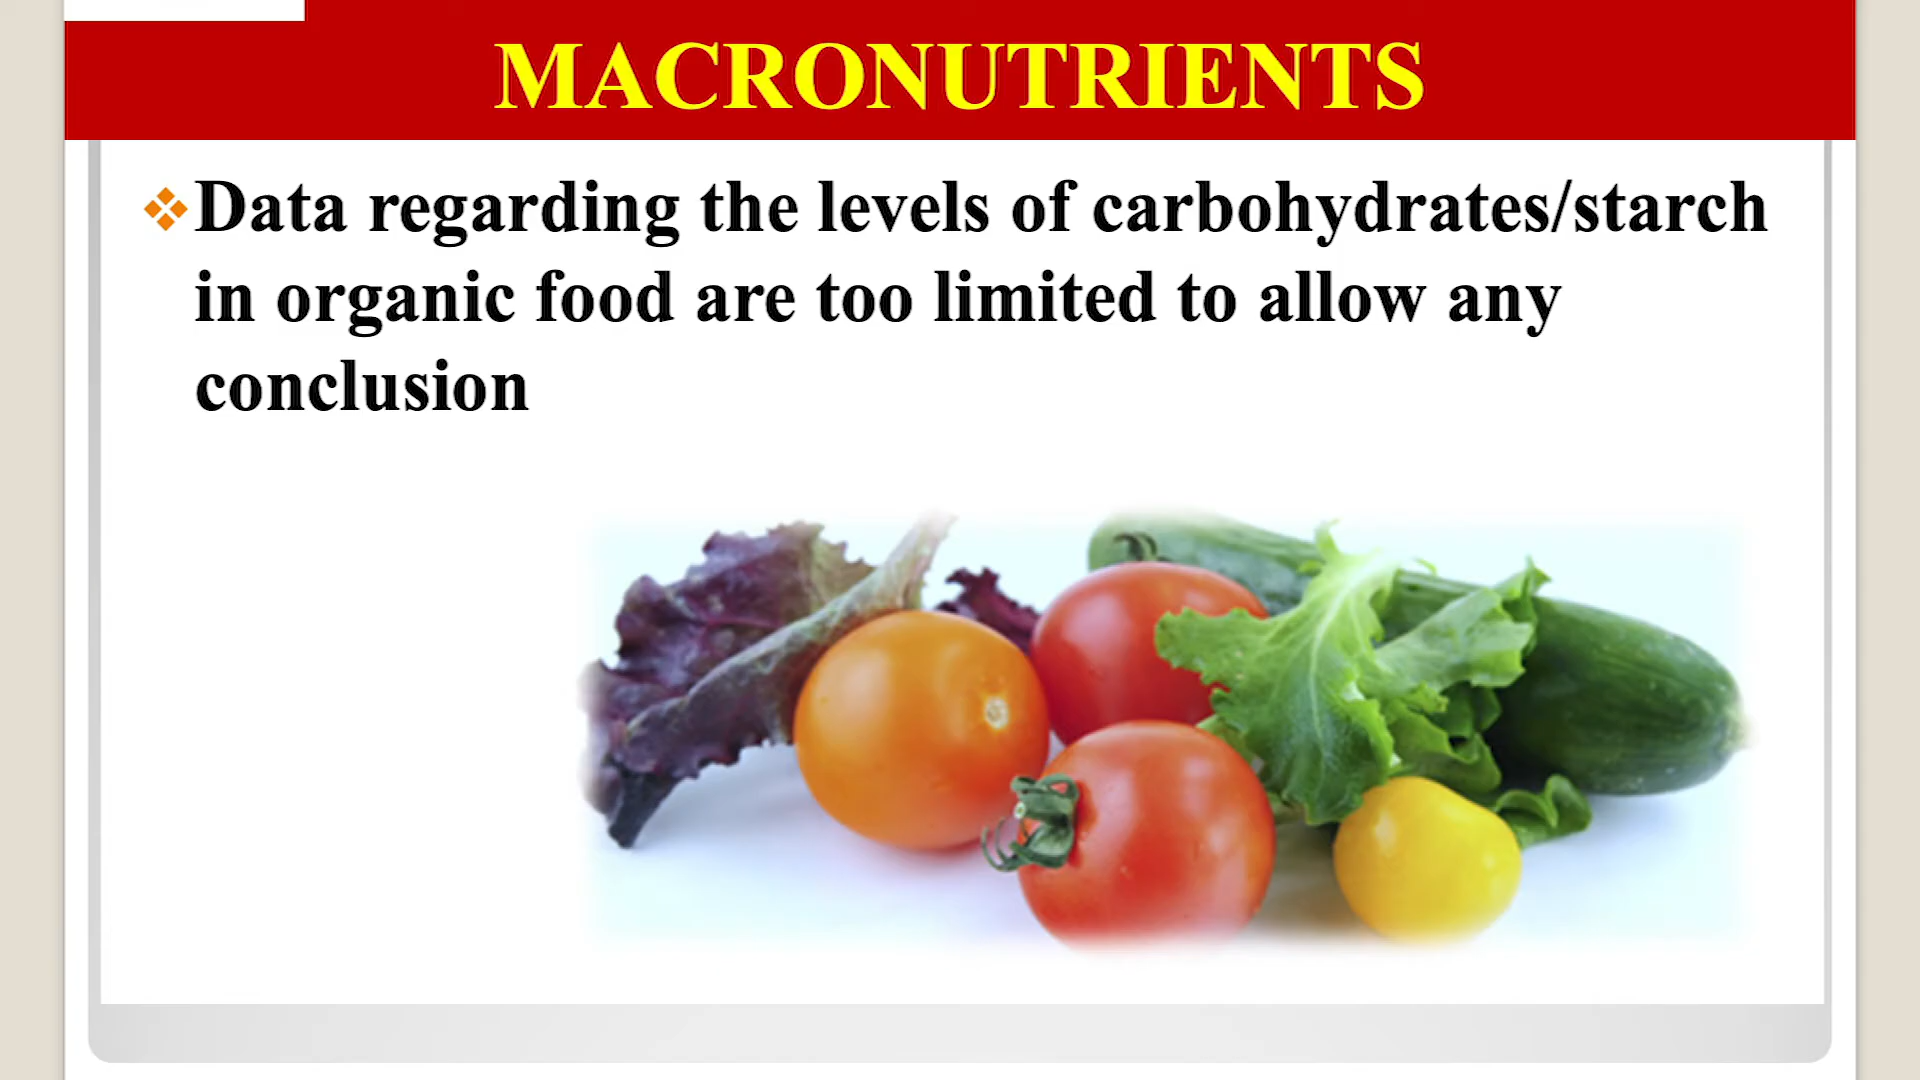 MACRONUTRIENTS
Data regarding the levels of carbohydrates/starch
in organic food are too limited to allow any
conclusion